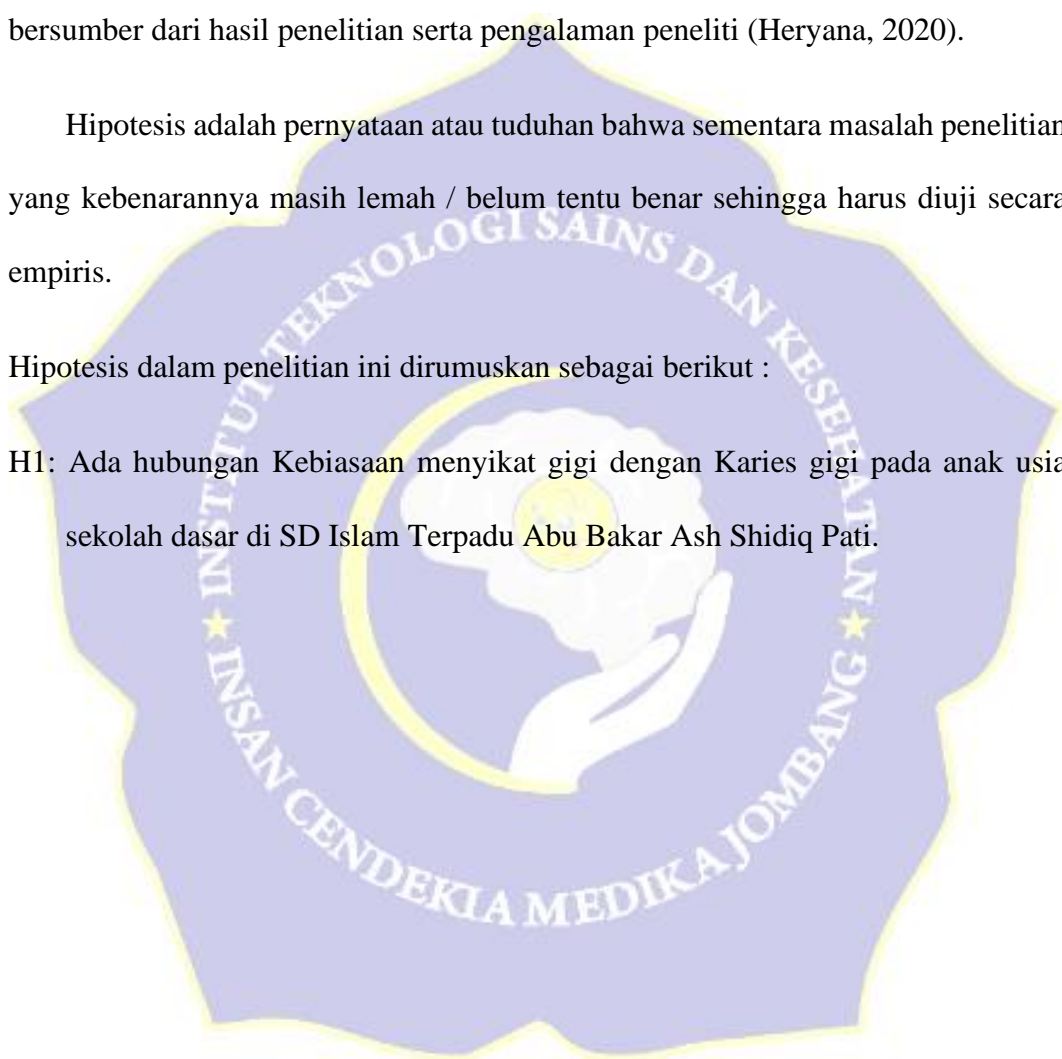 bersumber dari hasil penelitian serta pengalaman peneliti (Heryana, 2020).
Hipotesis adalah pernyataan atau tuduhan bahwa sementara masalah penelitian
yang kebenarannya masih lemah / belum tentu benar sehingga harus diuji secara
empiris.
Hipotesis dalam penelitian ini dirumuskan sebagai berikut :
H1: Ada hubungan Kebiasaan menyikat gigi dengan Karies gigi pada anak usia
sekolah dasar di SD Islam Terpadu Abu Bakar Ash Shidiq Pati.
INSTITUT TEKNOLOGI SAINS DAN KESEHATAN
INSAN CENDEKIA MEDIKA JOMBANG